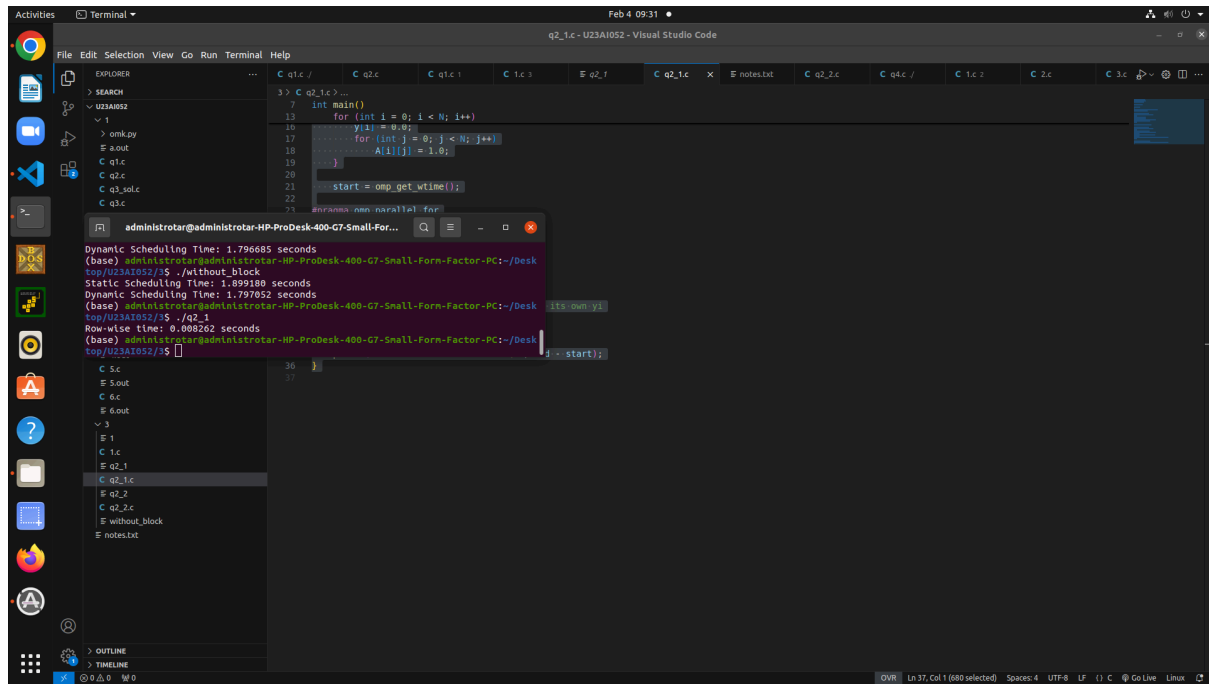 Activities
Terminal
Feb 4 09:31
q2_1.c - U23AI052 - Visual Studio Code
File Edit Selection View Go Run Terminal Help
EXPLORER
...
C q1.c /
C q2.c
C q1.c 1
C 1.c 3
q2_1
C q2_1.c ×
notes.txt
C q2_2.c
C q4.c /
C 1.c 2
C 2.c
C 3.c
> SEARCH
U23AI052
1
> omk.py
a.out
C q1.c
C q2.c
q3_sol.c
C q3.c
3 > C q2_1.c > ...
7 int main()
13 for (int i = 0; i < N; i++)
16 y[i] = 0.0;
17 for (int j = 0; j < N; j++)
18 A[i][j] = 1.0;
19 }
20
21 start = omp_get_wtime();
22
23 #pragma omp parallel for
its own yi
d - start);
36 }
37
administrotar@administrotar-HP-ProDesk-400-G7-Small-For...
Dynamic Scheduling Time: 1.796685 seconds
(base) administrotar@administrotar-HP-ProDesk-400-G7-Small-Form-Factor-PC:~/Desk
top/U23AI052/3$ ./without_block
Static Scheduling Time: 1.899180 seconds
Dynamic Scheduling Time: 1.797052 seconds
(base) administrotar@administrotar-HP-ProDesk-400-G7-Small-Form-Factor-PC:~/Desk
top/U23AI052/3$ ./q2_1
Row-wise time: 0.008262 seconds
(base) administrotar@administrotar-HP-ProDesk-400-G7-Small-Form-Factor-PC:~/Desk
top/U23AI052/3$
C 5.c
5.out
C 6.c
6.out
3
1
C 1.c
q2_1
C q2_1.c
q2_2
C q2_2.c
without_block
notes.txt
> OUTLINE
> TIMELINE
0 0 0
OVR Ln 37, Col 1 (680 selected) Spaces: 4 UTF-8 LF {} C Go Live Linux